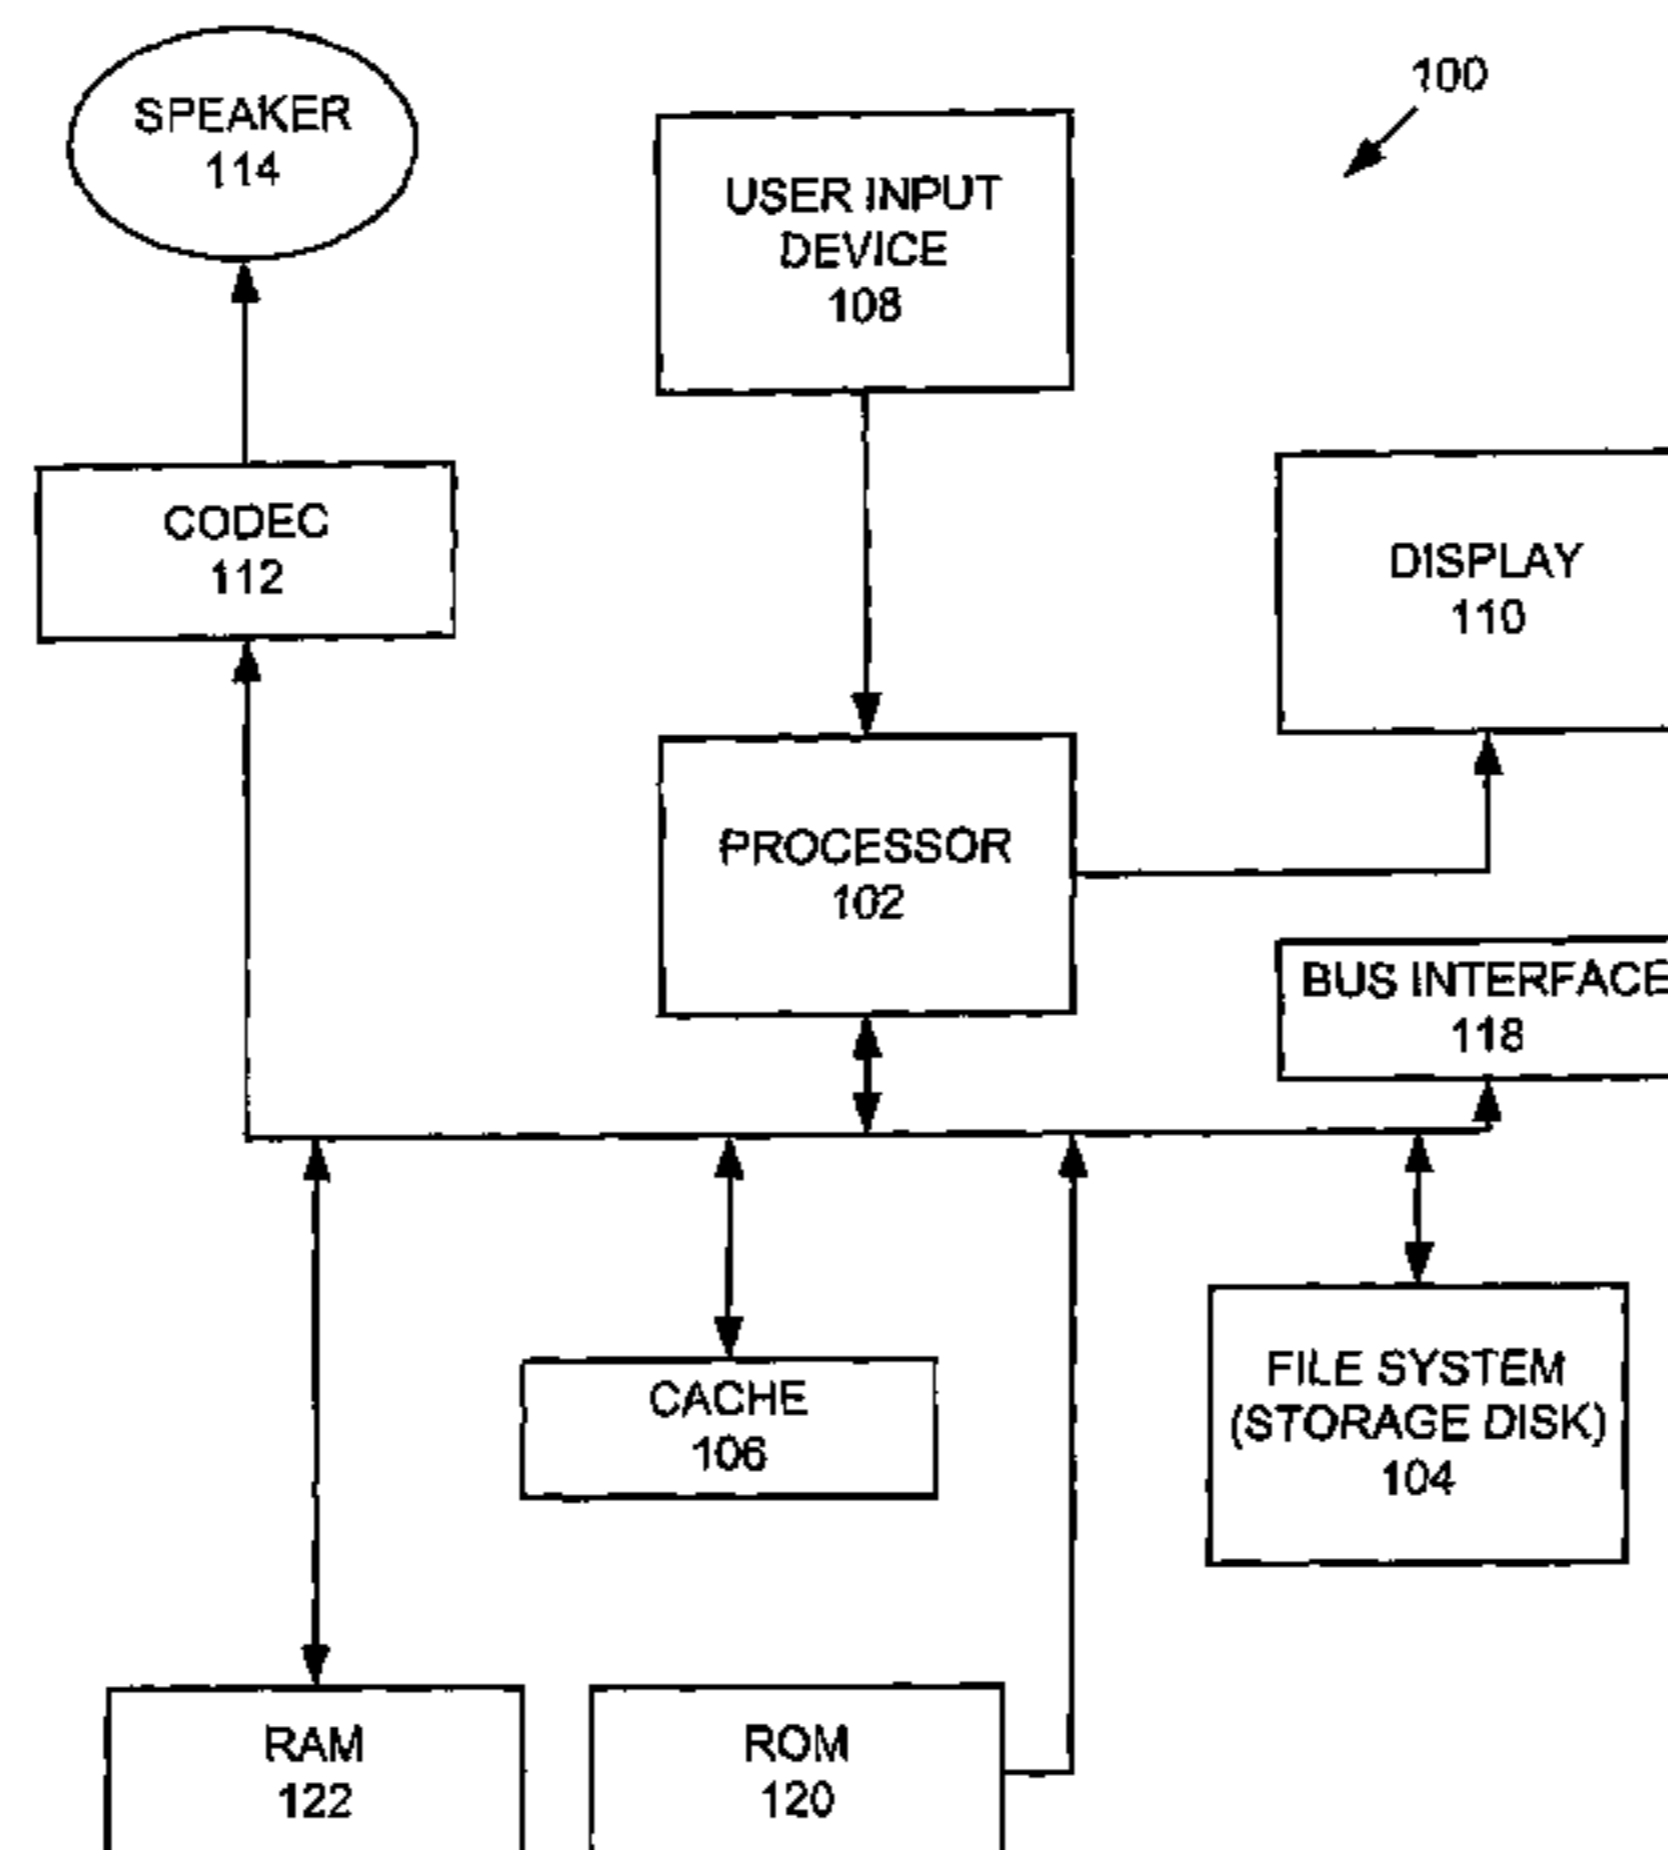 100
SPEAKER
114
USER INPUT
DEVICE
108
CODEC
112
DISPLAY
110
PROCESSOR
102
BUS INTERFACE
118
CACHE
106
FILE SYSTEM
(STORAGE DISK)
104
RAM
122
ROM
120